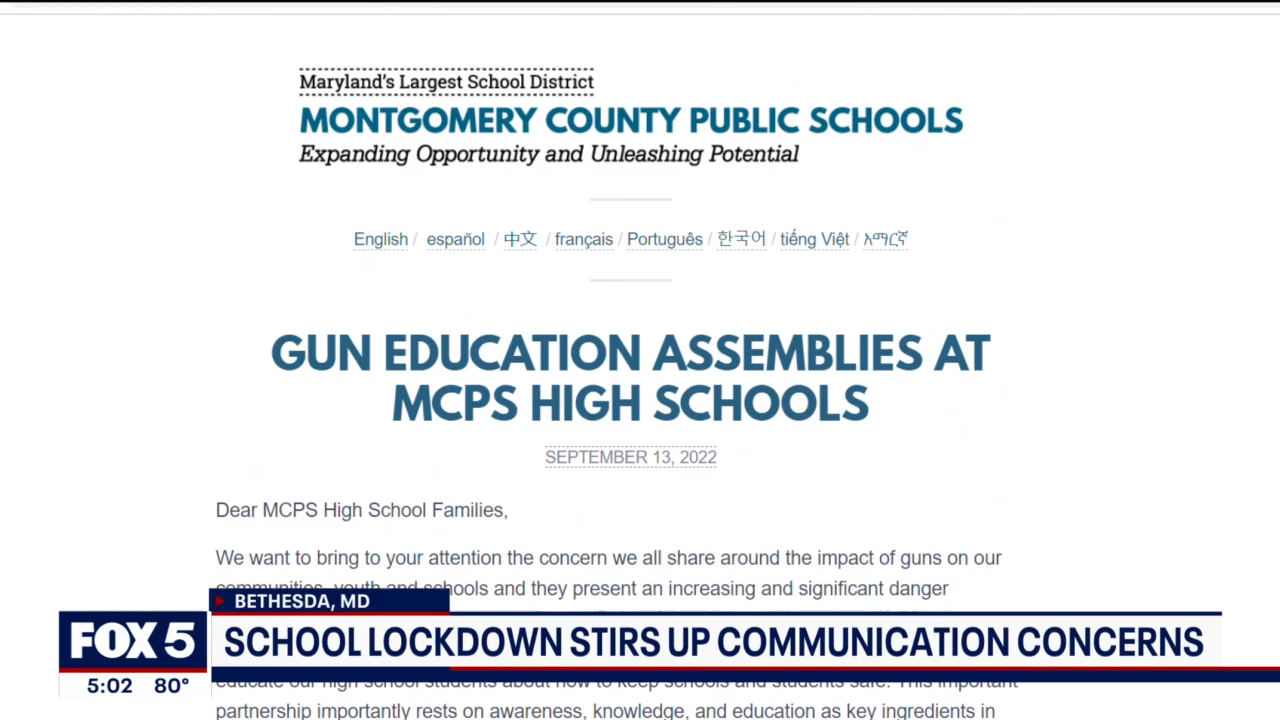 Maryland's Largest School District
MONTGOMERY COUNTY PUBLIC SCHOOLS
Expanding Opportunity and Unleashing Potential
English / español / 中文 / français / Português / 한국어 / tiếng Việt / አማርኛ
GUN EDUCATION ASSEMBLIES AT
MCPS HIGH SCHOOLS
SEPTEMBER 13, 2022
Dear MCPS High School Families,
We want to bring to your attention the concern we all share around the impact of guns on our
communities, youth and schools and they present an increasing and significant danger
BETHESDA, MD
FOX 5
SCHOOL LOCKDOWN STIRS UP COMMUNICATION CONCERNS
5:02 80°
educate our high school students about how to keep schools and students safe. This important
partnership importantly rests on awareness, knowledge, and education as key ingredients in